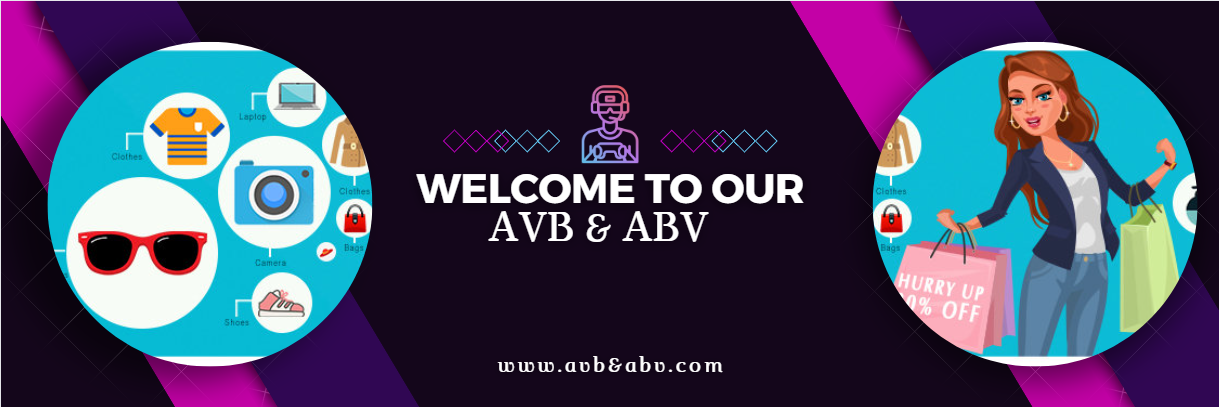 Laptop
Clothes
Clothes
Bags
Camera
Shoes
WELCOME TO OUR
AVB & ABV
www.avb&abv.com
Clothes
Bags
HURRY UP
0% OFF